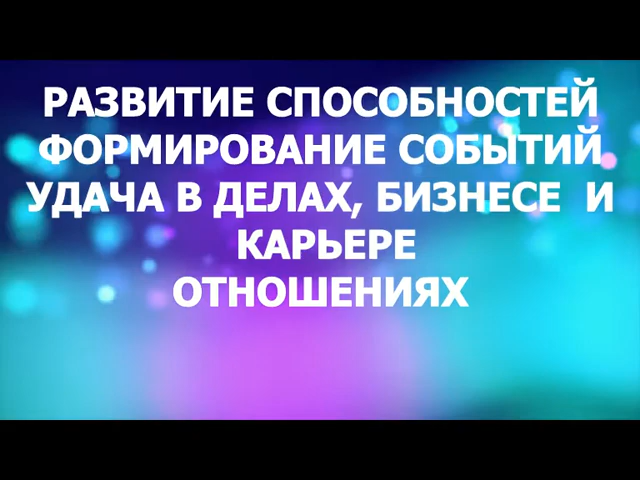 РАЗВИТИЕ СПОСОБНОСТЕЙ
ФОРМИРОВАНИЕ СОБЫТИЙ
УДАЧА В ДЕЛАХ, БИЗНЕСЕ И
КАРЬЕРЕ
ОТНОШЕНИЯХ